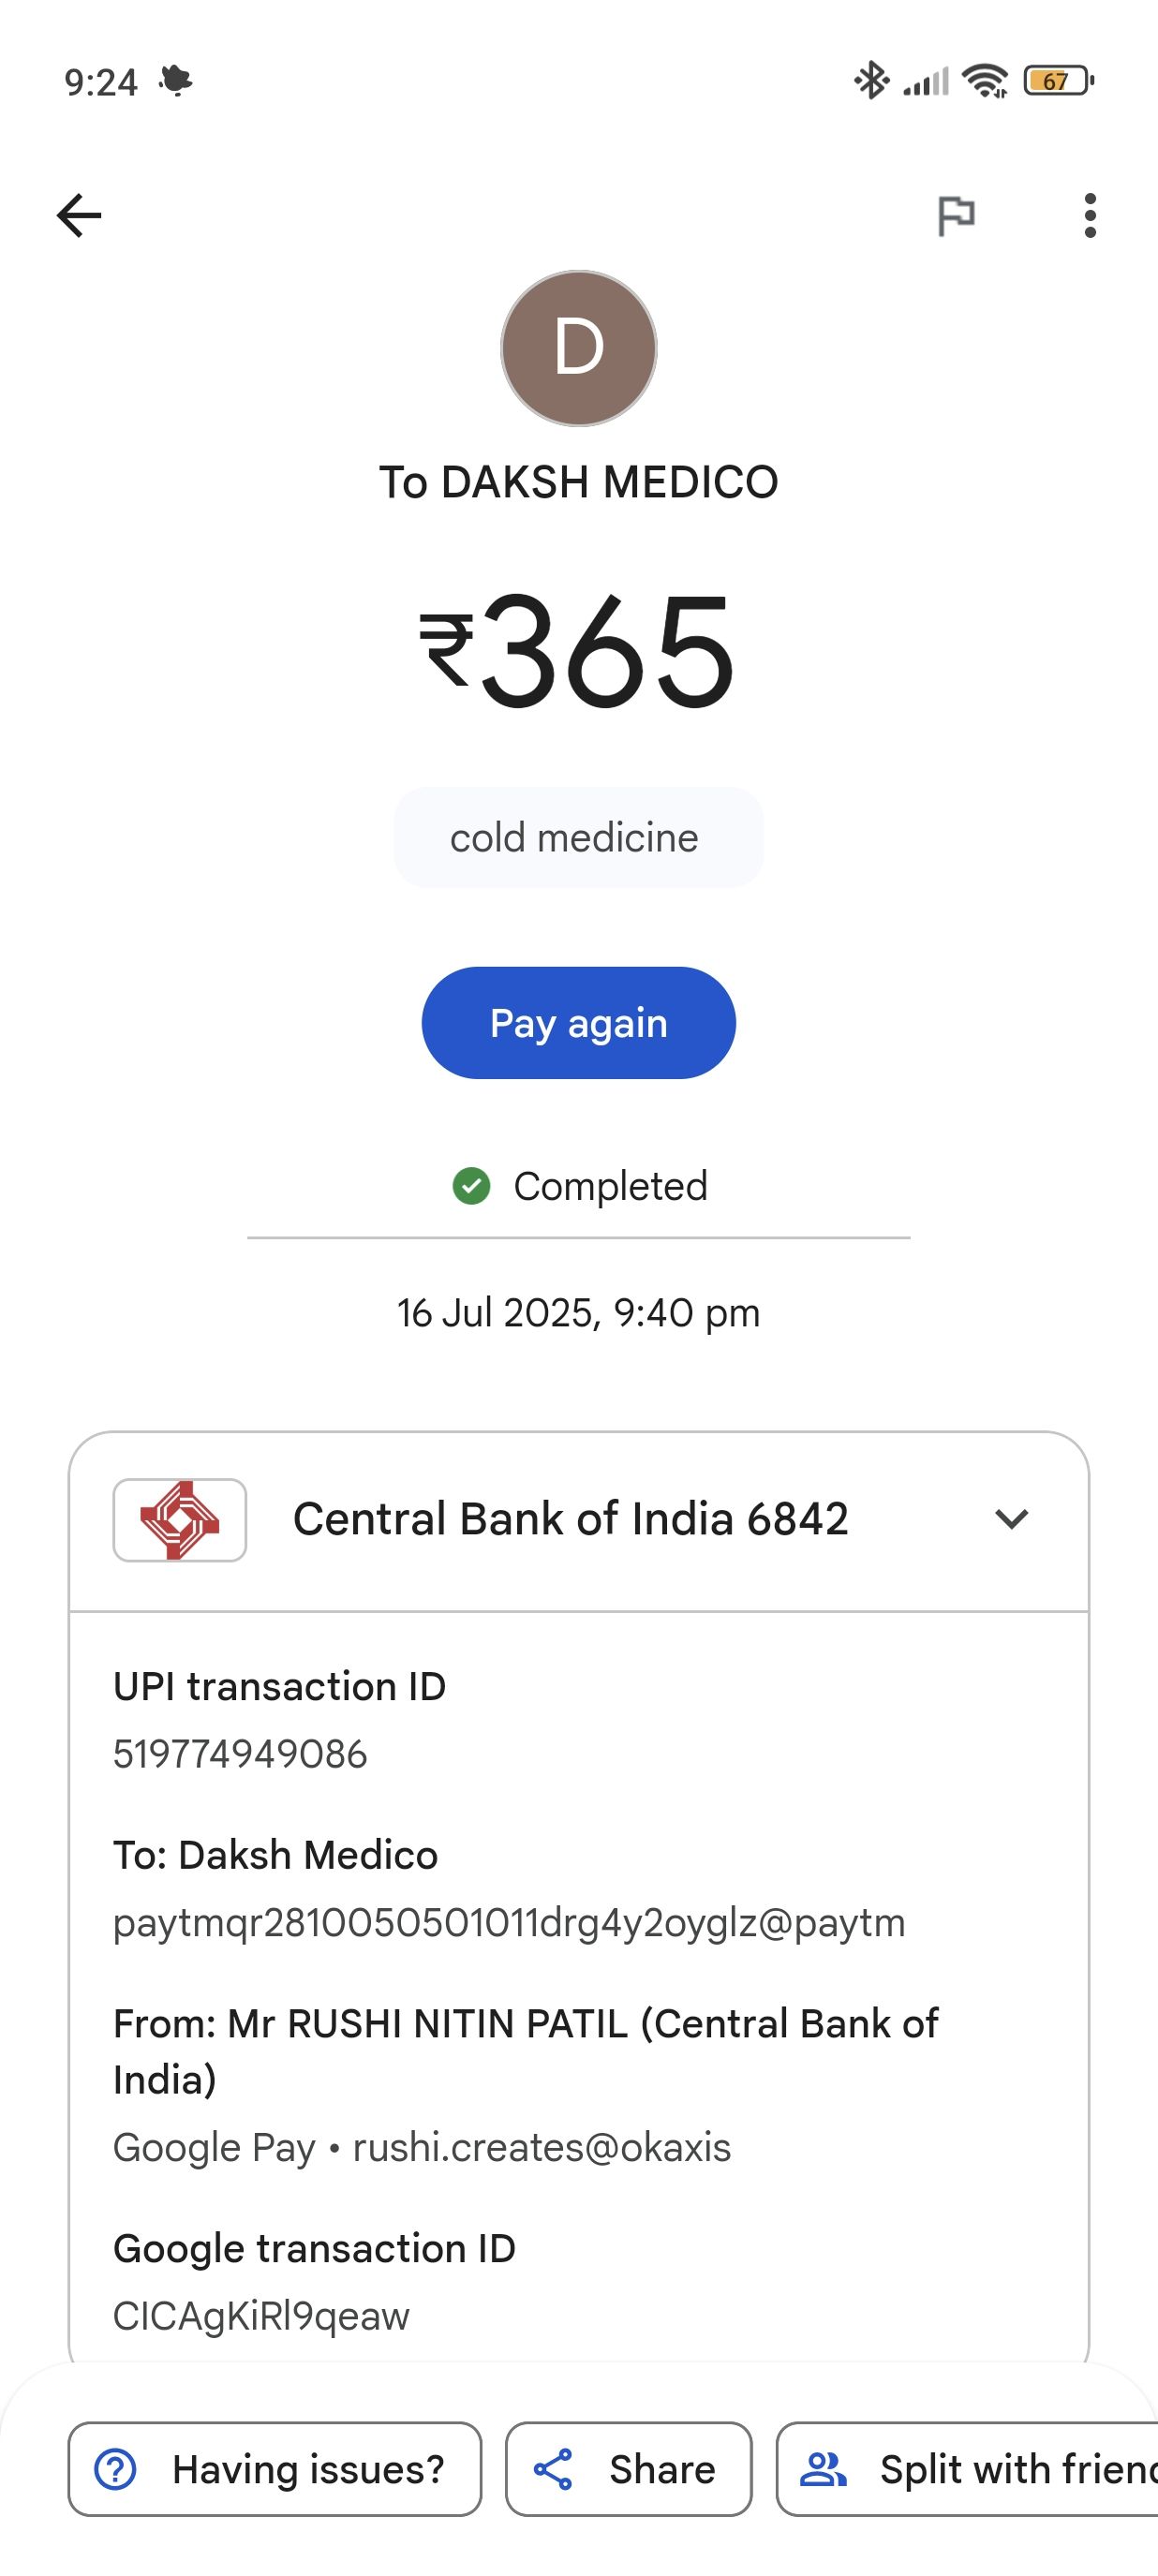 9:24
67
D
To DAKSH MEDICO
₹365
cold medicine
Pay again
Completed
16 Jul 2025, 9:40 pm
Central Bank of India 6842
UPI transaction ID
519774949086
To: Daksh Medico
paytmqr2810050501011drg4y2oyglz@paytm
From: Mr RUSHI NITIN PATIL (Central Bank of
India)
Google Pay • rushi.creates@okaxis
Google transaction ID
CICAgKiRl9qeaw
Having issues?
Share
Split with friend